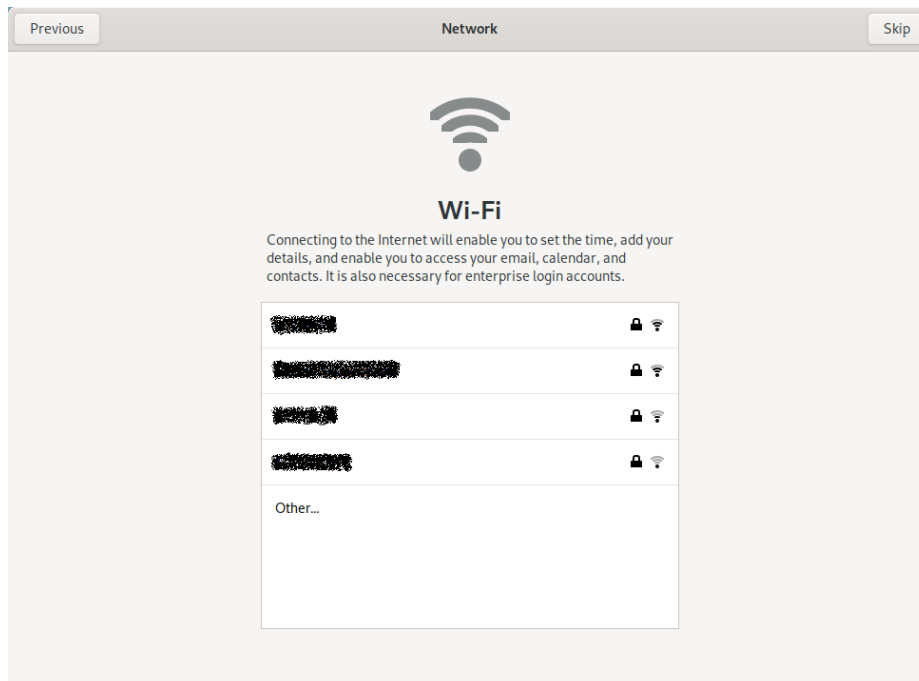 Previous
Network
Skip
Wi-Fi
Connecting to the Internet will enable you to set the time, add your
details, and enable you to access your email, calendar, and
contacts. It is also necessary for enterprise login accounts.
Other...